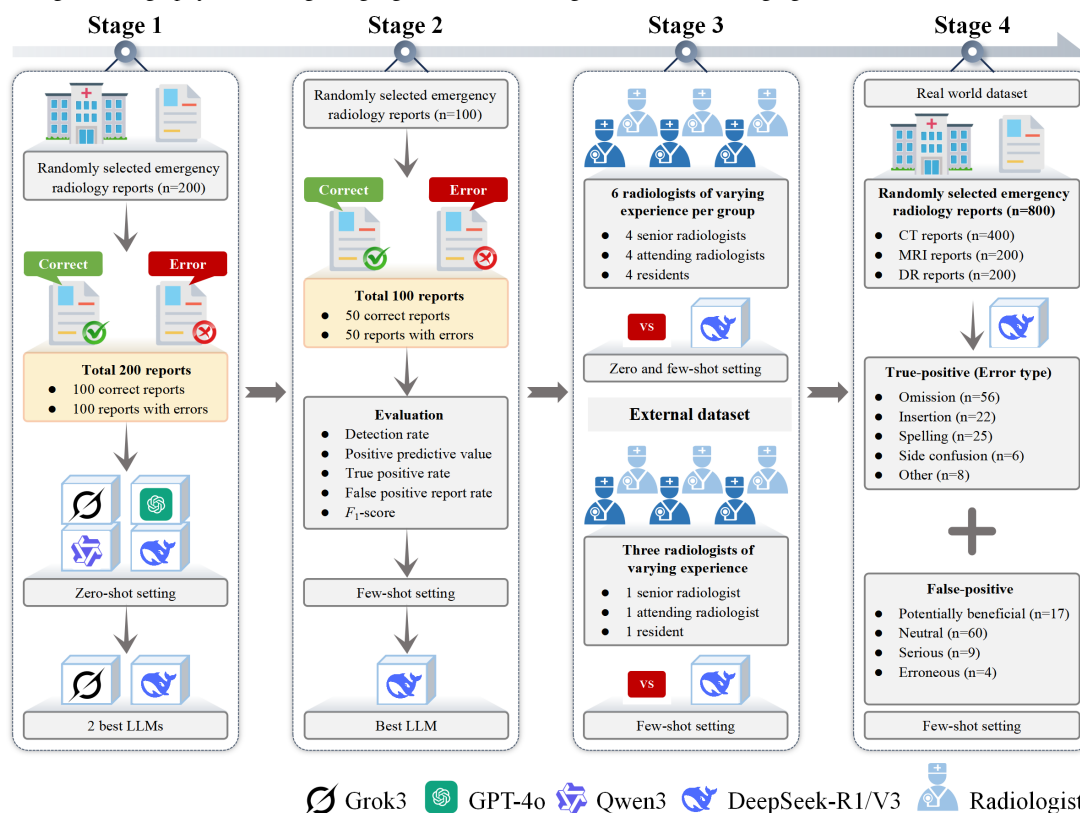 Stage 1
Stage 2
Stage 3
Stage 4
Randomly selected emergency
radiology reports (n=200)
Correct
Error
Total 200 reports
● 100 correct reports
● 100 reports with errors
Zero-shot setting
2 best LLMs
Randomly selected emergency
radiology reports (n=100)
Correct
Error
Total 100 reports
● 50 correct reports
● 50 reports with errors
Evaluation
● Detection rate
● Positive predictive value
● True positive rate
● False positive report rate
● F1-score
Few-shot setting
Best LLM
6 radiologists of varying
experience per group
● 4 senior radiologists
● 4 attending radiologists
● 4 residents
VS
Zero and few-shot setting
External dataset
Three radiologists of
varying experience
● 1 senior radiologist
● 1 attending radiologist
● 1 resident
VS
Few-shot setting
Real world dataset
Randomly selected emergency
radiology reports (n=800)
● CT reports (n=400)
● MRI reports (n=200)
● DR reports (n=200)
True-positive (Error type)
● Omission (n=56)
● Insertion (n=22)
● Spelling (n=25)
● Side confusion (n=6)
● Other (n=8)
False-positive
● Potentially beneficial (n=17)
● Neutral (n=60)
● Serious (n=9)
● Erroneous (n=4)
Few-shot setting
Grok3 GPT-4o Qwen3 DeepSeek-R1/V3 Radiologist